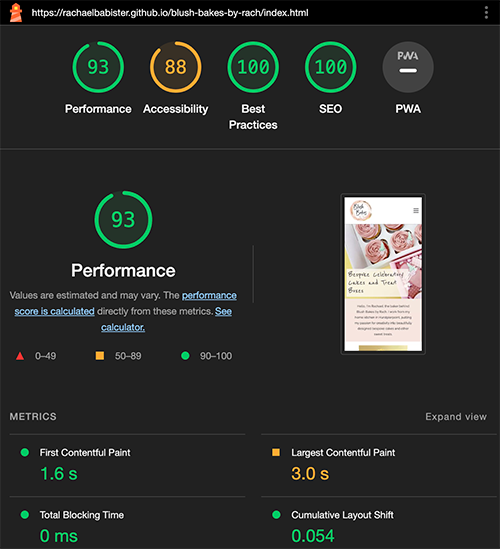 https://rachaelbabister.github.io/blush-bakes-by-rach/index.html
93
88
100
100
PWA
Performance
Accessibility
Best
Practices
SEO
PWA
93
Performance
Values are estimated and may vary. The performance
score is calculated directly from these metrics. See
calculator.
0–49
50–89
90–100
Blush
Bakes
Bespoke Celebration
Cakes and Treat
Boxes
METRICS
Expand view
First Contentful Paint
1.6 s
Largest Contentful Paint
3.0 s
Total Blocking Time
0 ms
Cumulative Layout Shift
0.054